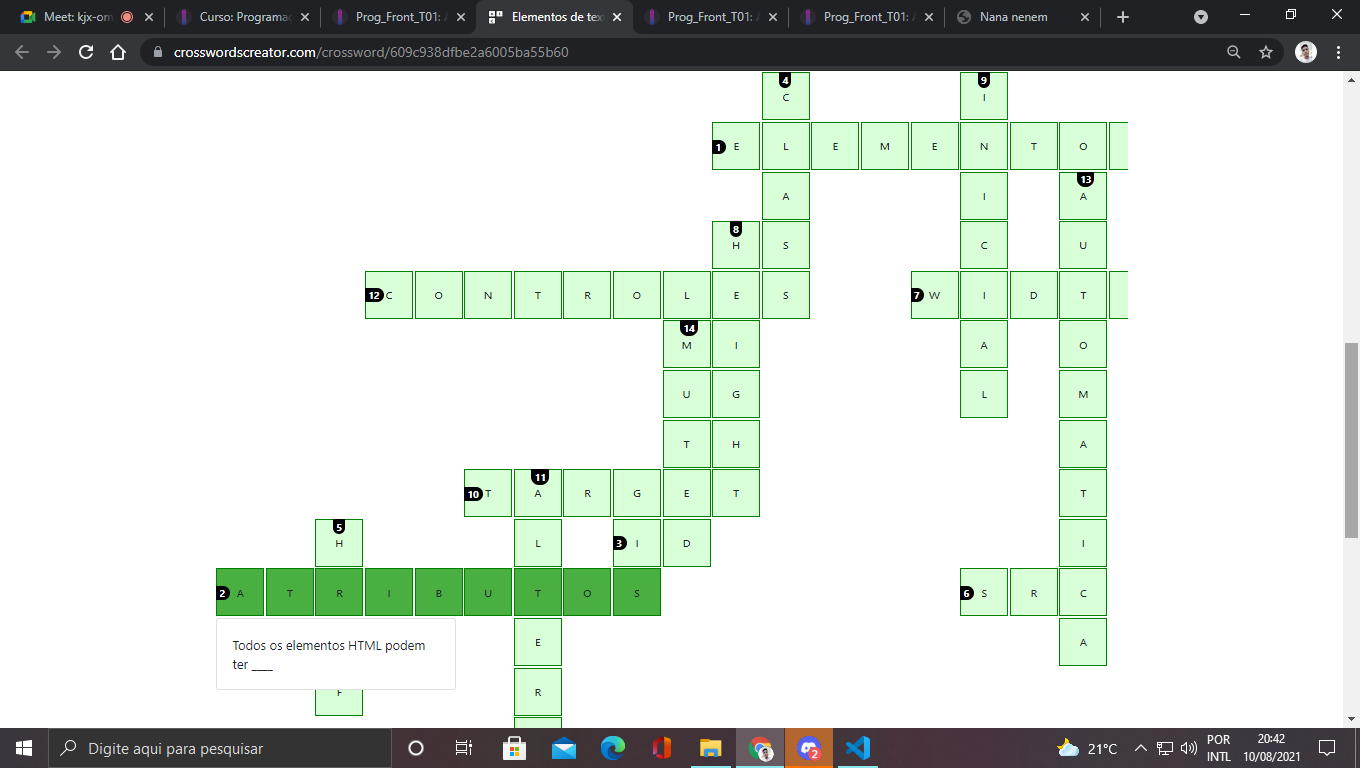 Meet: kjx-om
Curso: Programaç
Prog_Front_T01: A
Elementos de tex
Prog_Front_T01: A
Prog_Front_T01: A
Nana nenem
crosswordscreator.com/crossword/609c938dfbe2a6005ba55b60
4 C
9 I
1 E L E M E N T O
13
A I A
8
H S C U
12 C O N T R O L E S
7 W I D T
14
M I A O
U G L M
T H A
10 T 11 A R G E T T
5
H L 3 I D I
2 A T R I B U T O S
6 S R C
Todos os elementos HTML podem
ter ____
E A
F R
Digite aqui para pesquisar
2
21°C
POR
INTL
20:42
10/08/2021